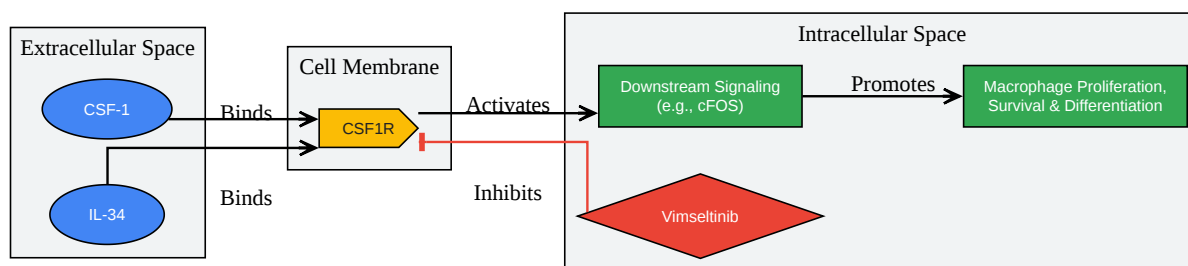 Extracellular Space
CSF-1
IL-34
Binds
Binds
Cell Membrane
CSF1R
Activates
Inhibits
Intracellular Space
Downstream Signaling
(e.g., cFOS)
Promotes
Macrophage Proliferation,
Survival & Differentiation
Vimseltinib